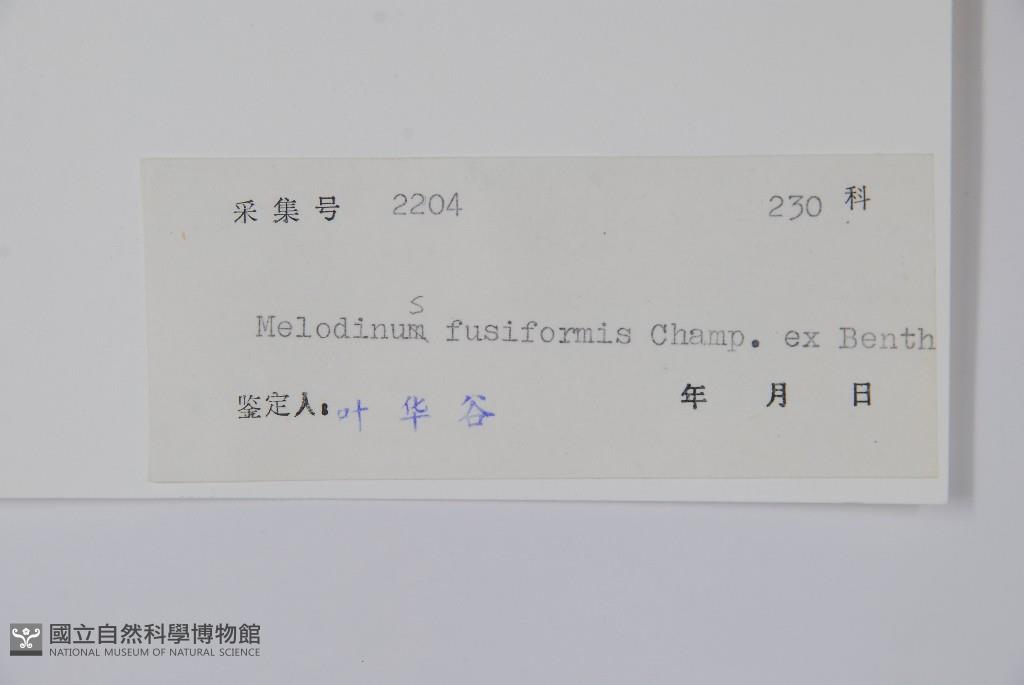 采集号 2204 230 科
Melodinus fusiformis Champ. ex Benth
鉴定人: 叶华谷 年 月 日
國立自然科學博物館
NATIONAL MUSEUM OF NATURAL SCIENCE